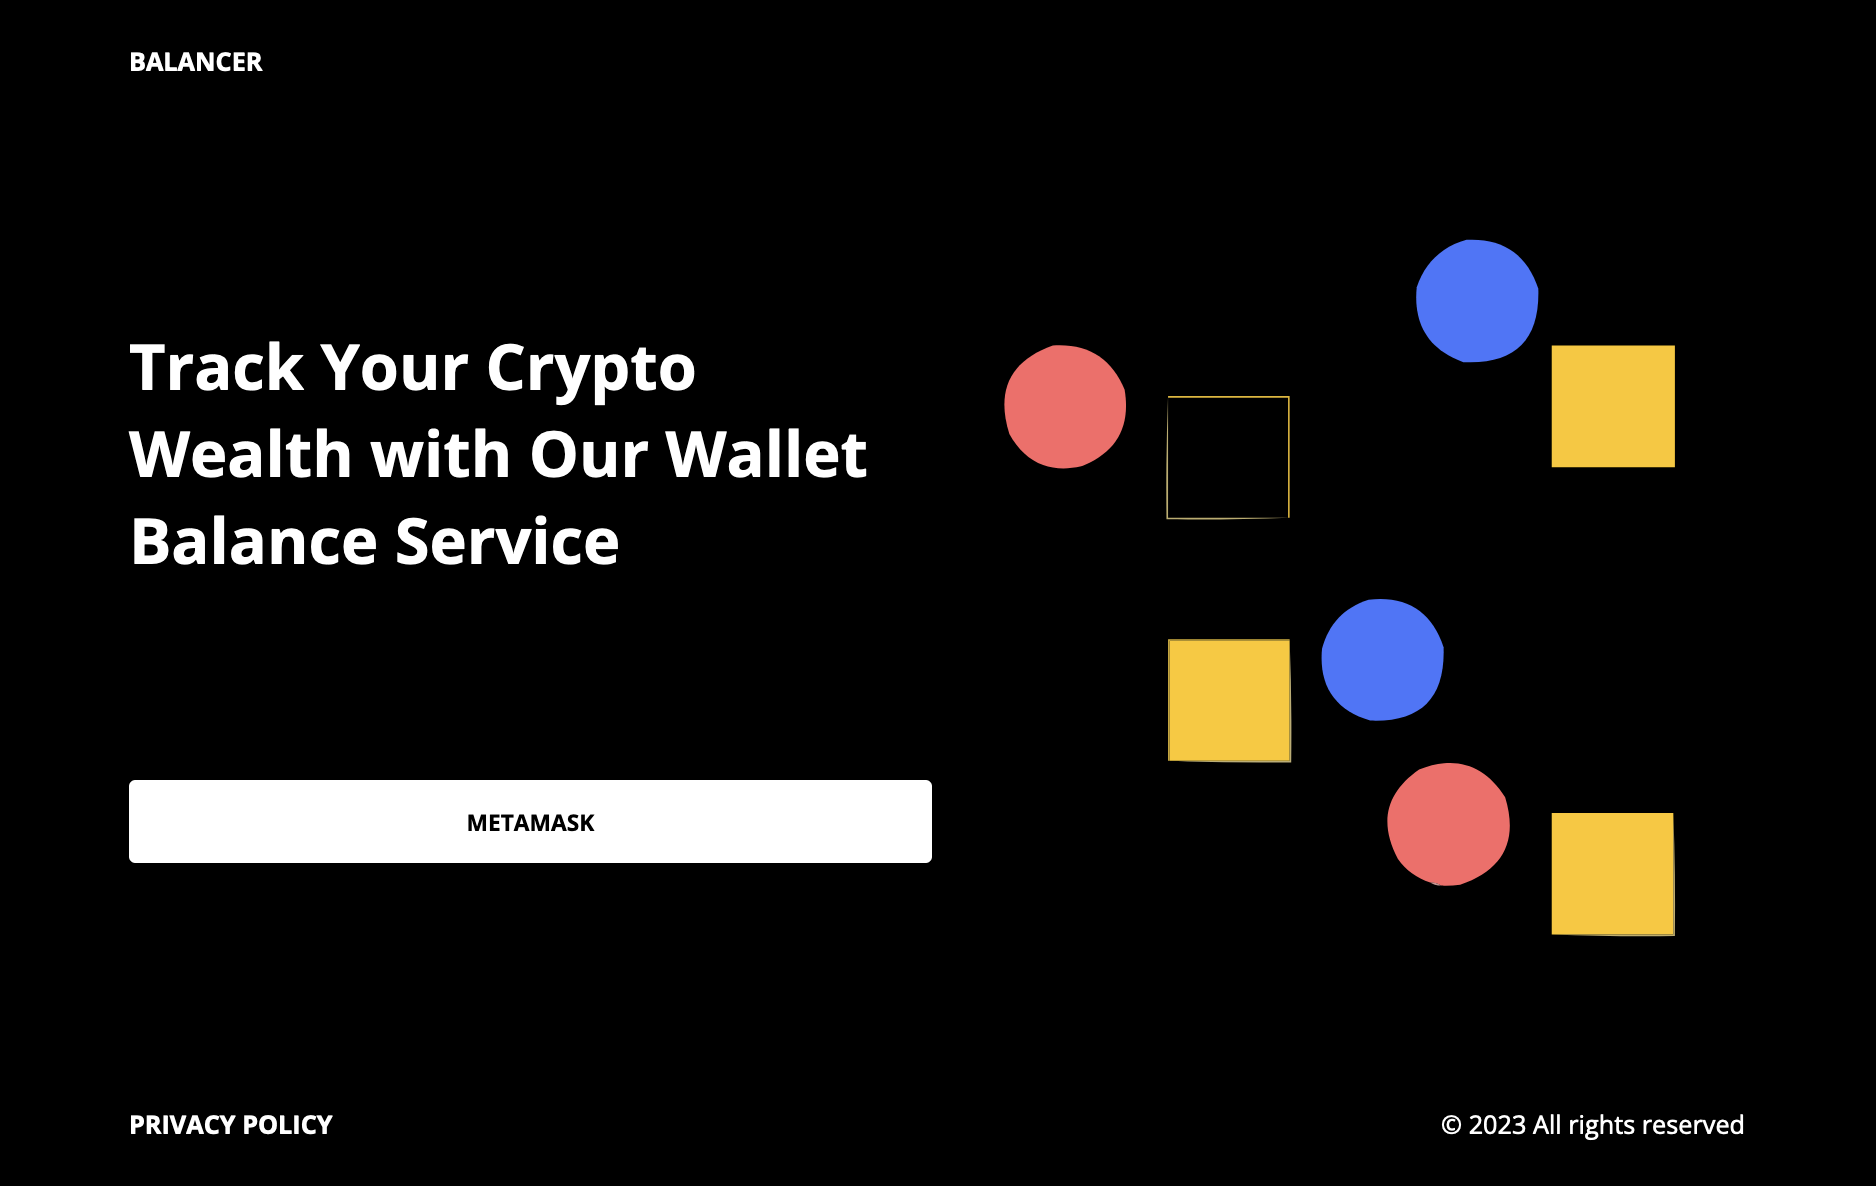 BALANCER
Track Your Crypto
Wealth with Our Wallet
Balance Service
METAMASK
PRIVACY POLICY
© 2023 All rights reserved